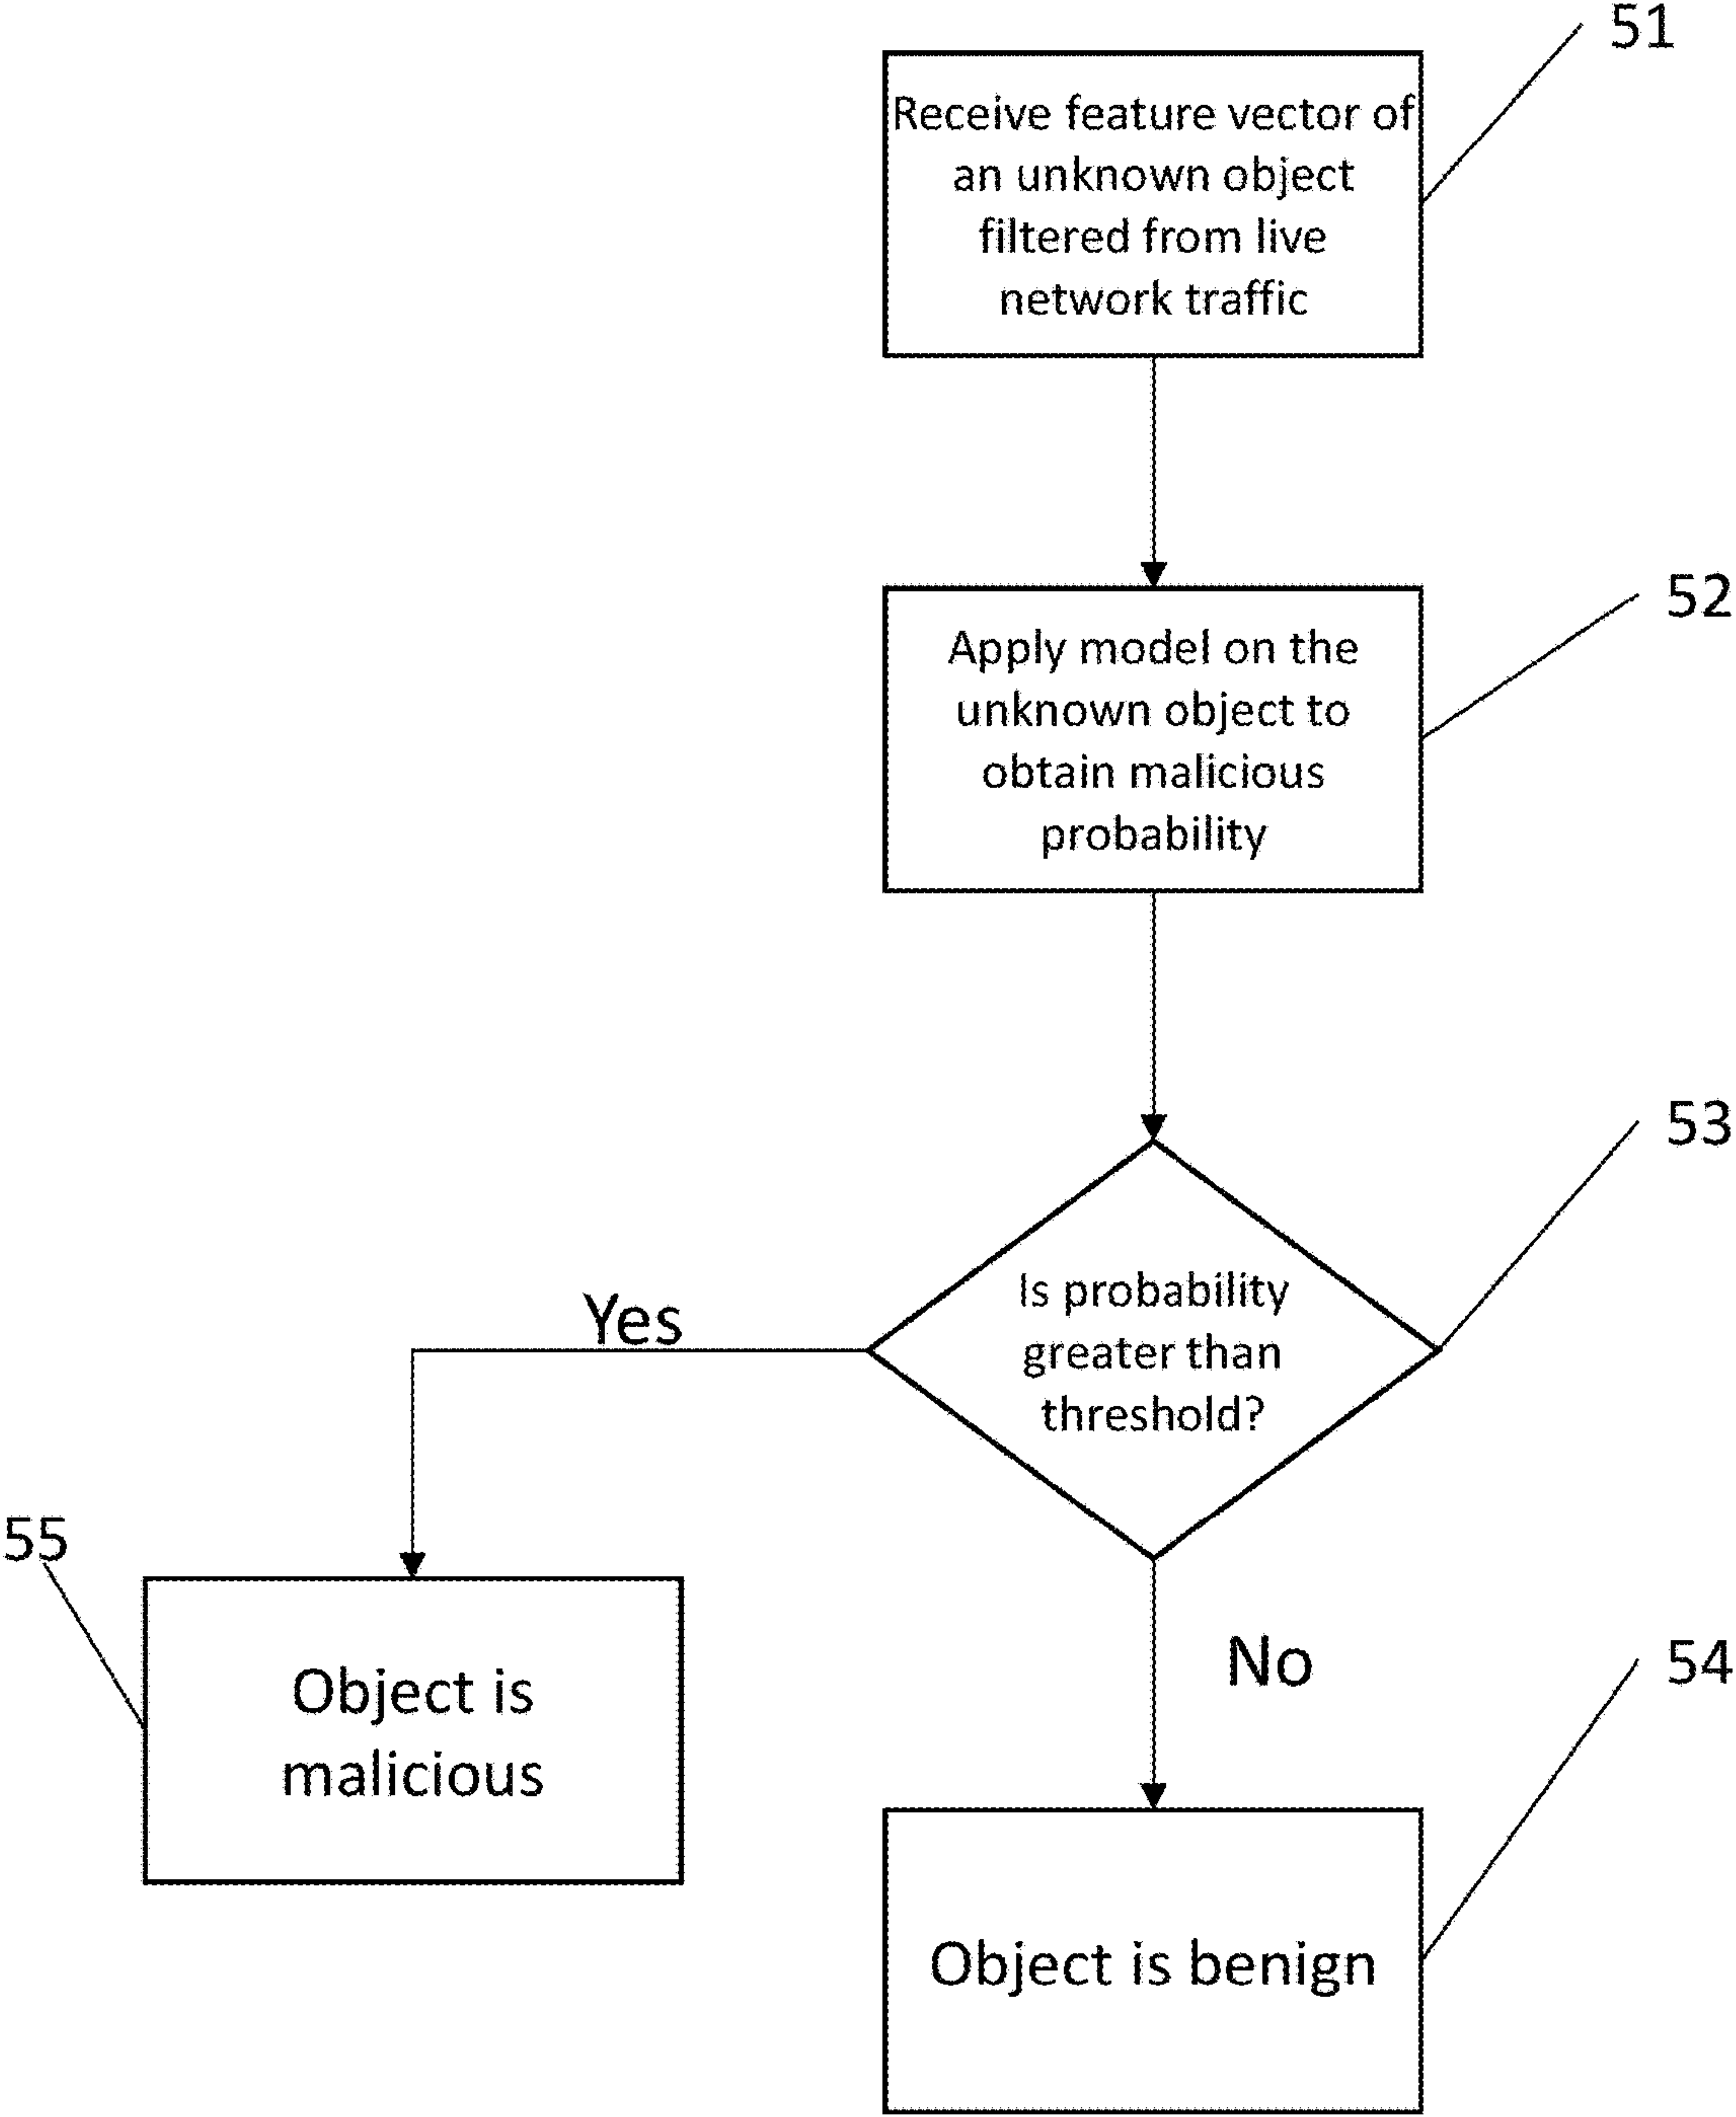 51
Receive feature vector of
an unknown object
filtered from live
network traffic
52
Apply model on the
unknown object to
obtain malicious
probability
53
Is probability
greater than
threshold?
Yes
No
55
Object is
malicious
54
Object is benign